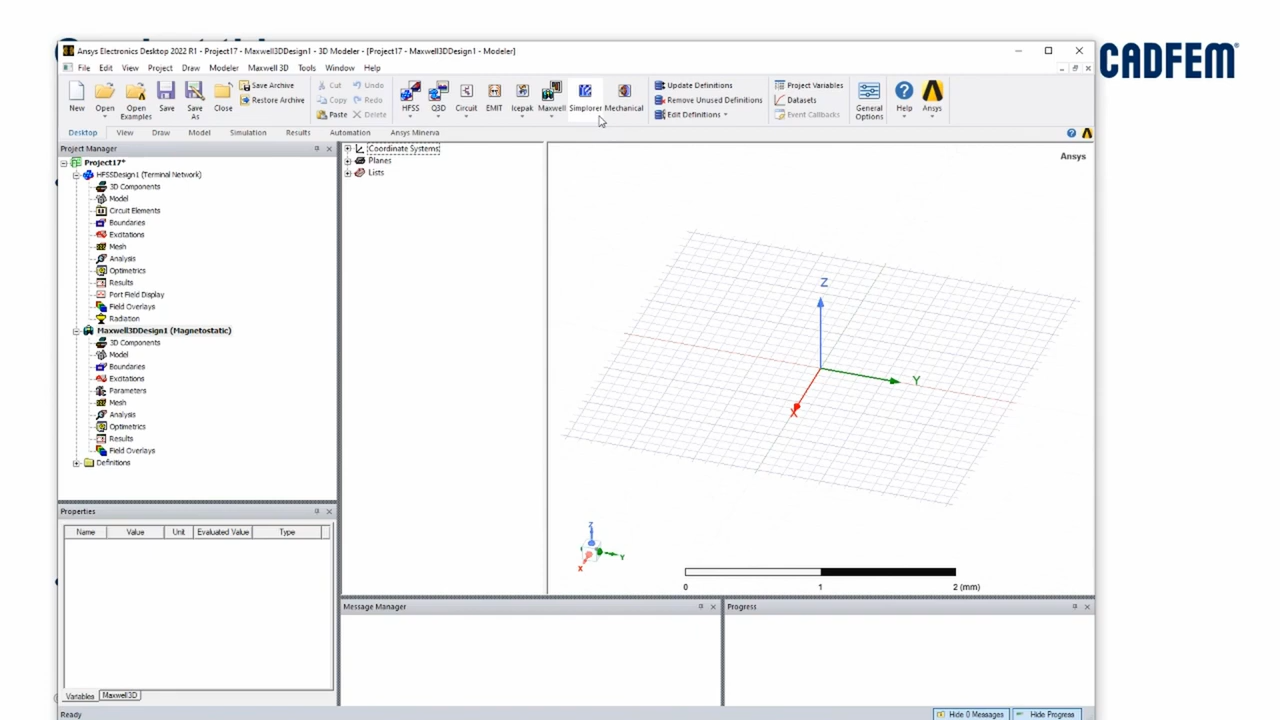 CADFEM®
Ansys Electronics Desktop 2022 R1 - Project17 - Maxwell3DDesign1 - 3D Modeler - [Project17 - Maxwell3DDesign1 - Modeler]
File Edit View Project Draw Modeler Maxwell 3D Tools Window Help
New Open Open Examples Save Save As Close
Save Archive
Restore Archive
Cut Undo
Copy Redo
Paste Delete
HFSS Q3D Circuit EMIT Icepak Maxwell Simplorer Mechanical
Update Definitions
Remove Unused Definitions
Edit Definitions
Project Variables
Datasets
Event Callbacks
General Options
Help
Ansys
Desktop View Draw Model Simulation Results Automation Ansys Minerva
Project Manager
Project17*
HFSSDesign1 (Terminal Network)
3D Components
Model
Circuit Elements
Boundaries
Excitations
Mesh
Analysis
Optimetrics
Results
Port Field Display
Field Overlays
Radiation
Maxwell3DDesign1 (Magnetostatic)
3D Components
Model
Boundaries
Excitations
Parameters
Mesh
Analysis
Optimetrics
Results
Field Overlays
Definitions
Coordinate Systems
Planes
Lists
Ansys
Z
Y
X
Z
Y
X
0 1 2 (mm)
Properties
Name Value Unit Evaluated Value Type
Variables Maxwell3D
Message Manager
Progress
Ready
Hide 0 Messages Hide Progress